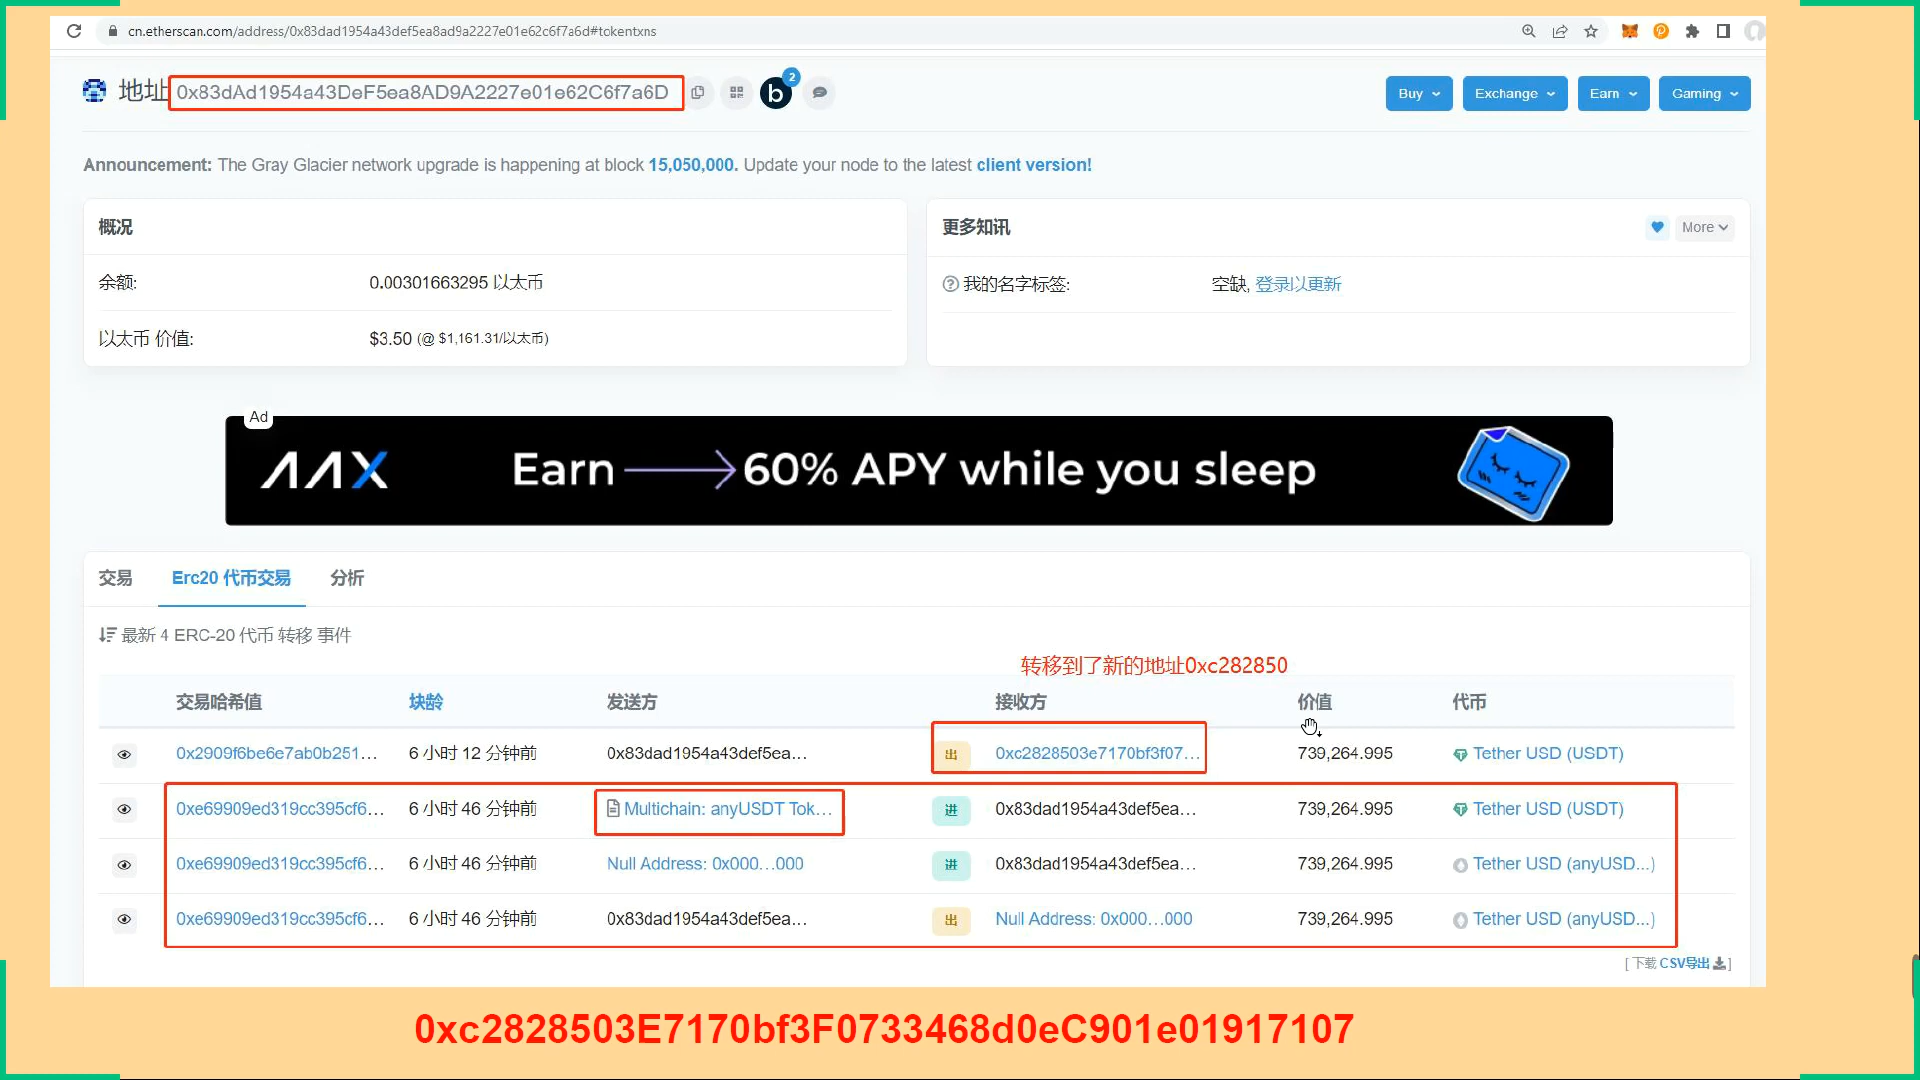 cn.etherscan.com/address/0x83dad1954a43def5ea8ad9a2227e01e62c6f7a6d#tokentxns
地址 0x83dAd1954a43DeF5ea8AD9A2227e01e62C6f7a6D b 2
Buy Exchange Earn Gaming
Announcement: The Gray Glacier network upgrade is happening at block 15,050,000. Update your node to the latest client version!
概况
余额: 0.00301663295 以太币
以太币 价值: $3.50 (@ $1,161.31/以太币)
更多知讯 More
我的名字标签: 空缺, 登录以更新
Ad
AAX Earn 60% APY while you sleep
交易 Erc20 代币交易 分析
最新 4 ERC-20 代币 转移 事件
转移到了新的地址0xc282850
交易哈希值 块龄 发送方 接收方 价值 代币
0x2909f6be6e7ab0b251... 6 小时 12 分钟前 0x83dad1954a43def5ea... 出 0xc2828503e7170bf3f07... 739,264.995 Tether USD (USDT)
0xe69909ed319cc395cf6... 6 小时 46 分钟前 Multichain: anyUSDT Tok... 进 0x83dad1954a43def5ea... 739,264.995 Tether USD (USDT)
0xe69909ed319cc395cf6... 6 小时 46 分钟前 Null Address: 0x000...000 进 0x83dad1954a43def5ea... 739,264.995 Tether USD (anyUSD...)
0xe69909ed319cc395cf6... 6 小时 46 分钟前 0x83dad1954a43def5ea... 出 Null Address: 0x000...000 739,264.995 Tether USD (anyUSD...)
[ 下载 CSV导出 ]
0xc2828503E7170bf3F0733468d0eC901e01917107